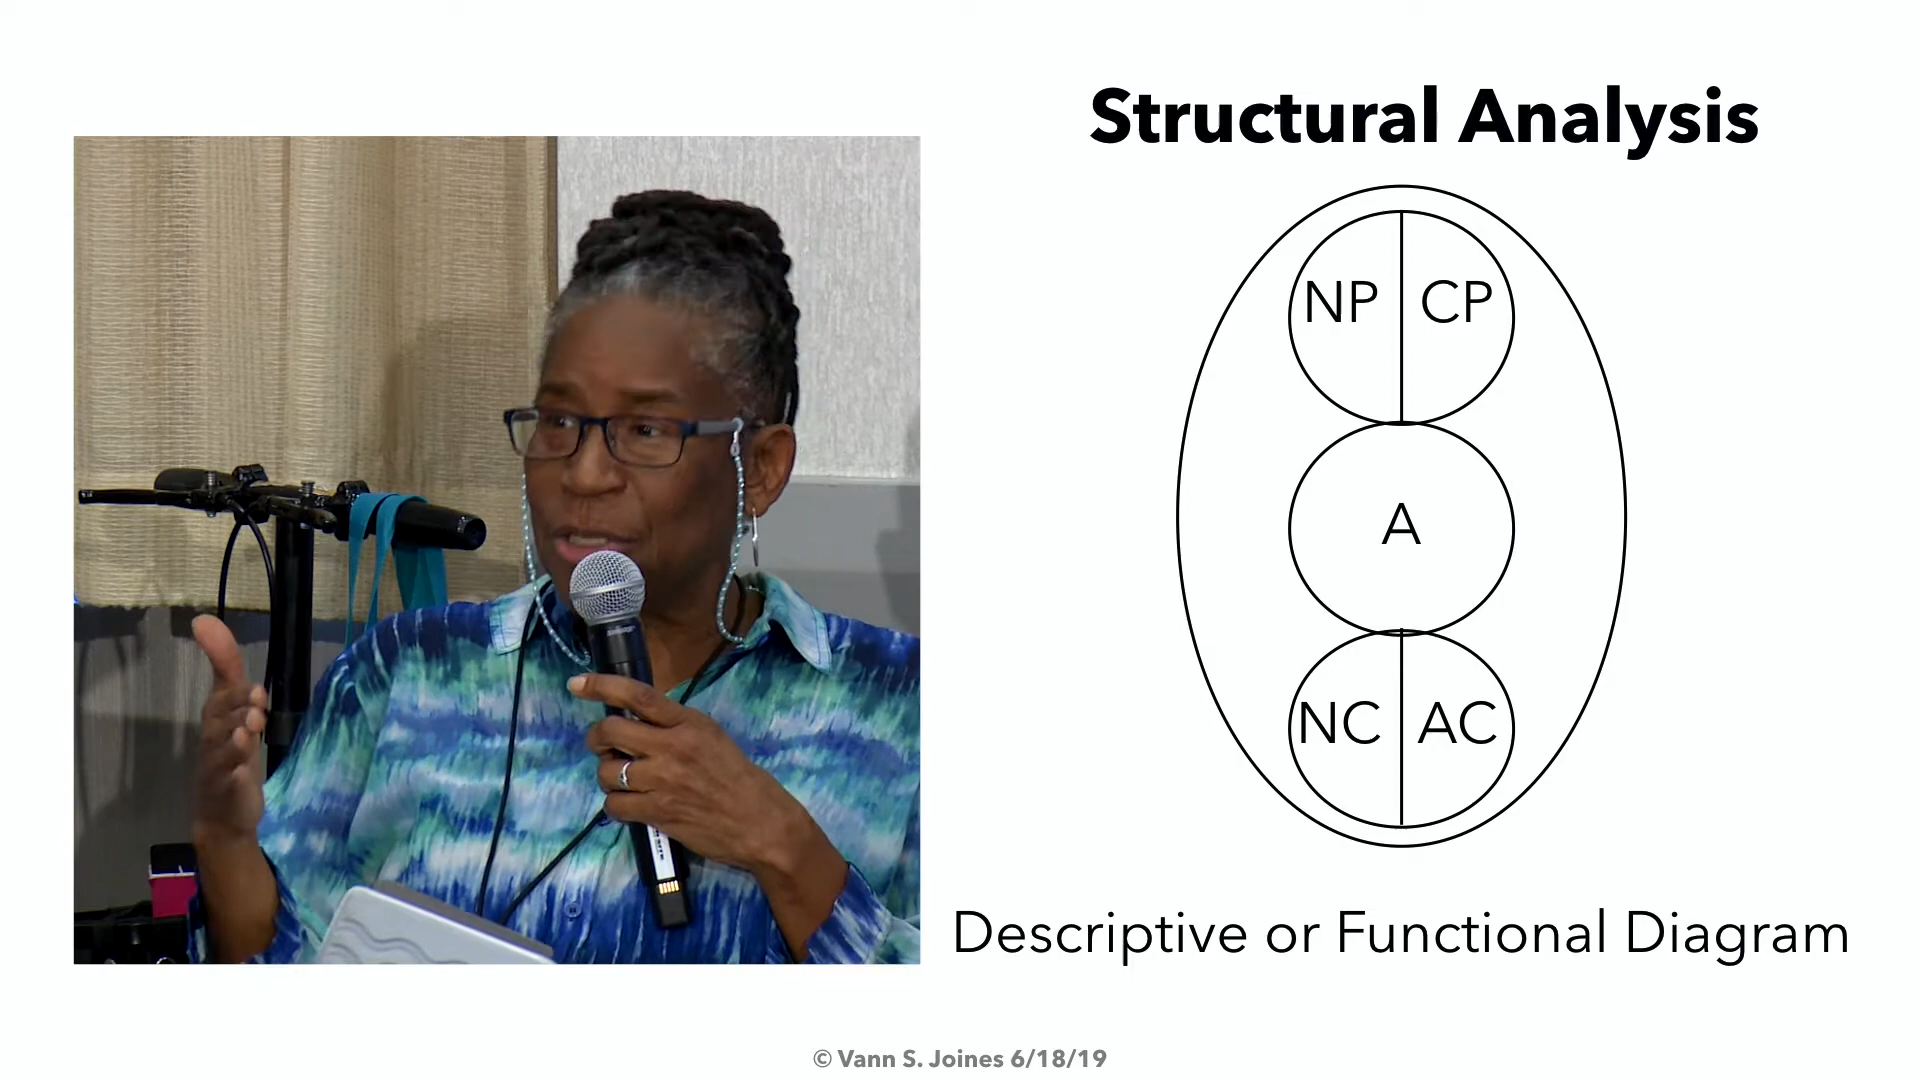 Structural Analysis
NP CP
A
NC AC
Descriptive or Functional Diagram
© Vann S. Joines 6/18/19